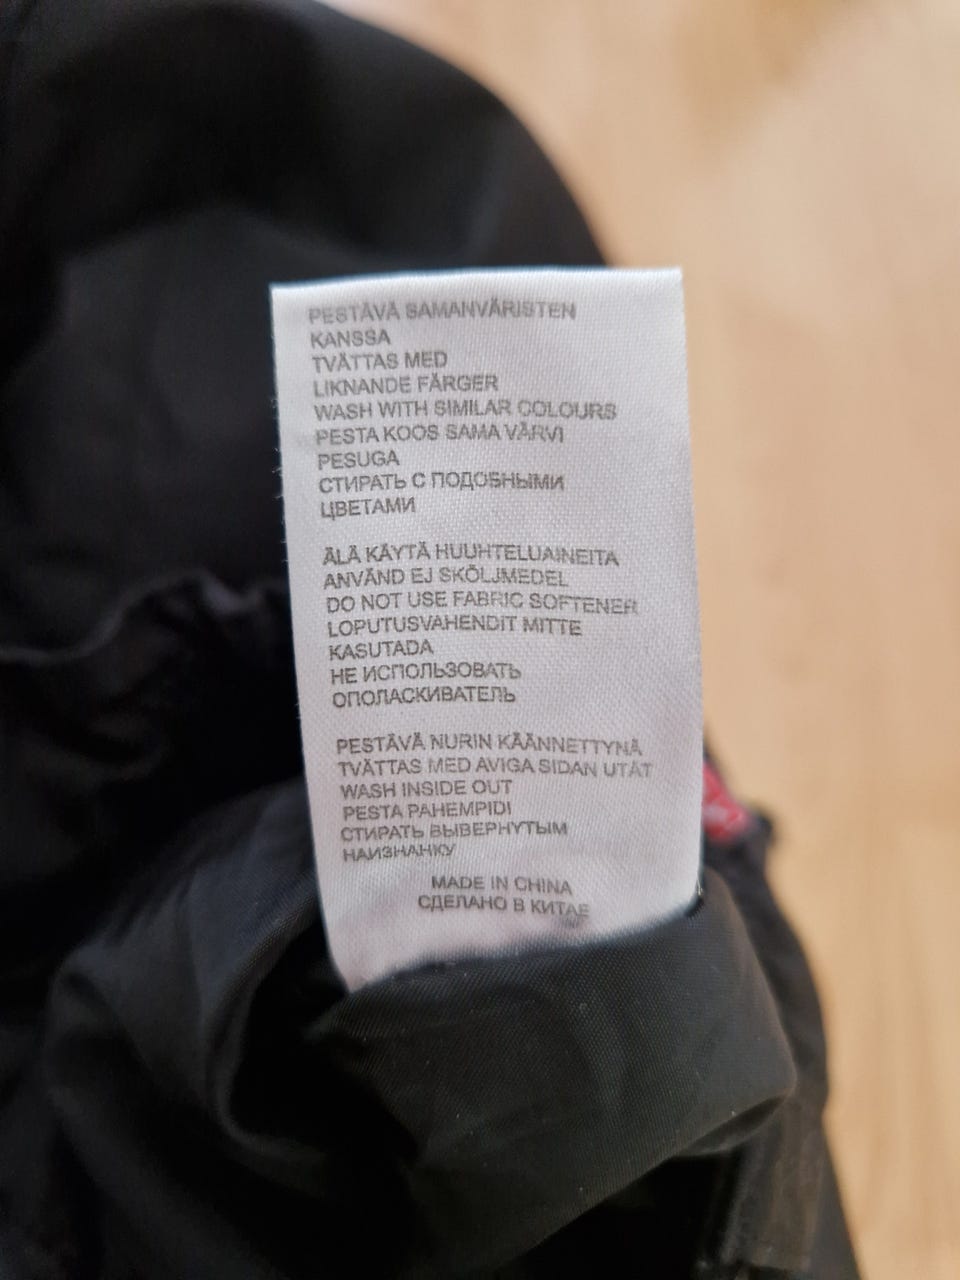 PESTÄVÄ SAMANVÄRISTEN
KANSSA
TVÄTTAS MED
LIKNANDE FÄRGER
WASH WITH SIMILAR COLOURS
PESTA KOOS SAMA VÄRVI
PESUGA
СТИРАТЬ С ПОДОБНЫМИ
ЦВЕТАМИ
ÄLÄ KÄYTÄ HUUHTELUAINEITA
ANVÄND EJ SKÖLJMEDEL
DO NOT USE FABRIC SOFTENER
LOPUTUSVAHENDIT MITTE
KASUTADA
НЕ ИСПОЛЬЗОВАТЬ
ОПОЛАСКИВАТЕЛЬ
PESTÄVÄ NURIN KÄÄNNETTYNÄ
TVÄTTAS MED AVIGA SIDAN UTÅT
WASH INSIDE OUT
PESTA PAHEMPIDI
СТИРАТЬ ВЫВЕРНУТЫМ
НАИЗНАНКУ
MADE IN CHINA
СДЕЛАНО В КИТАЕ